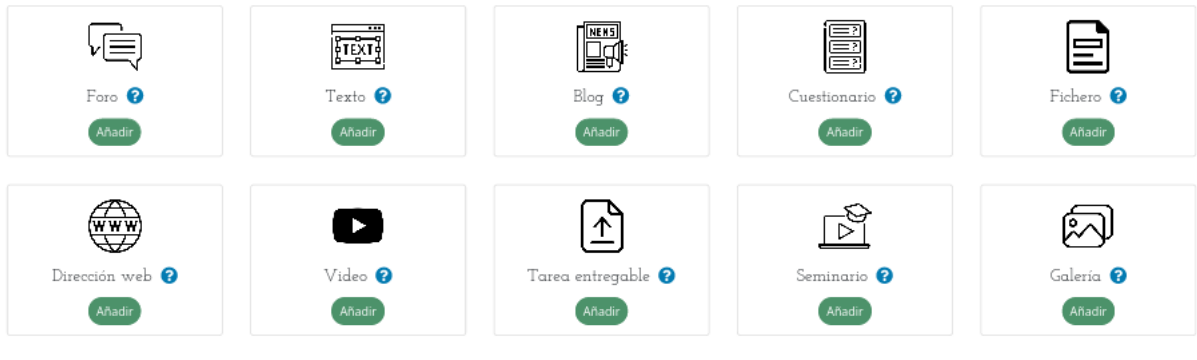 TEXT
NEWS
Foro ?
Texto ?
Blog ?
Cuestionario ?
Fichero ?
Añadir
Añadir
Añadir
Añadir
Añadir
WWW
Dirección web ?
Video ?
Tarea entregable ?
Seminario ?
Galería ?
Añadir
Añadir
Añadir
Añadir
Añadir